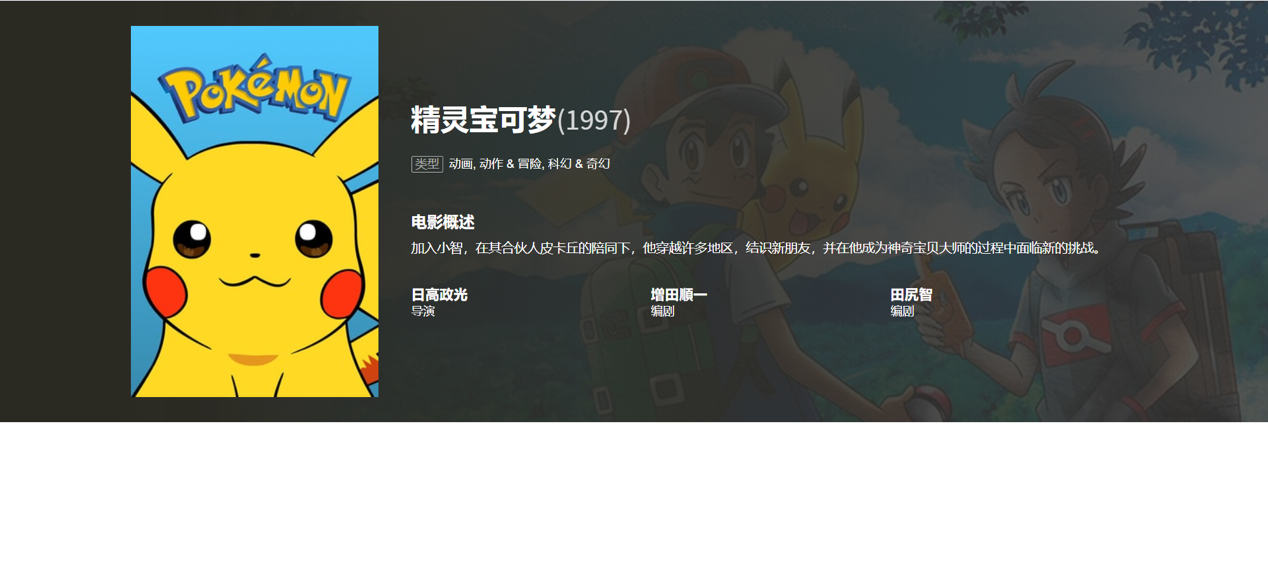 POKéMON
精灵宝可梦(1997)
类型 动画, 动作 & 冒险, 科幻 & 奇幻
电影概述
加入小智，在其合伙人皮卡丘的陪同下，他穿越许多地区，结识新朋友，并在他成为神奇宝贝大师的过程中面临新的挑战。
日高政光 增田順一 田尻智
导演 编剧 编剧